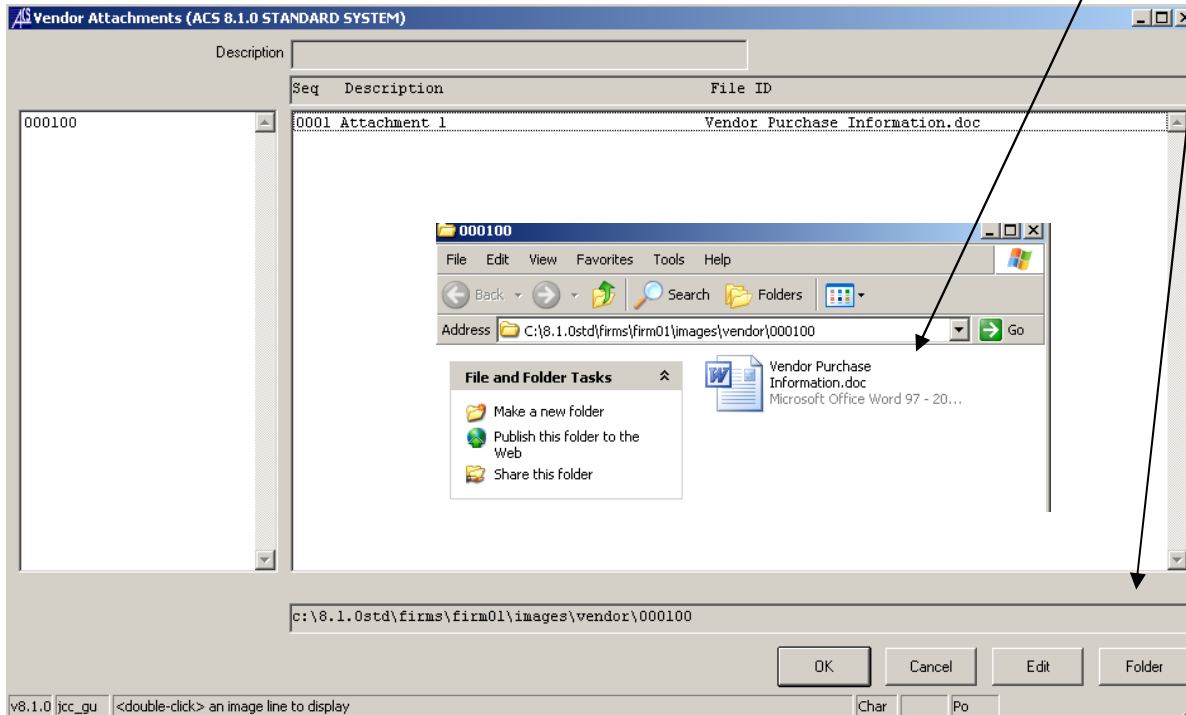 Vendor Attachments (ACS 8.1.0 STANDARD SYSTEM)
Description
Seq Description File ID
000100
0001 Attachment 1 Vendor Purchase Information.doc
000100
File Edit View Favorites Tools Help
Back Search Folders
Address C:\8.1.0std\firms\firm01\images\vendor\000100 Go
File and Folder Tasks
Make a new folder
Publish this folder to the
Web
Share this folder
Vendor Purchase
Information.doc
Microsoft Office Word 97 - 20...
c:\8.1.0std\firms\firm01\images\vendor\000100
OK Cancel Edit Folder
v8.1.0 jcc_gu <double-click> an image line to display Char Po